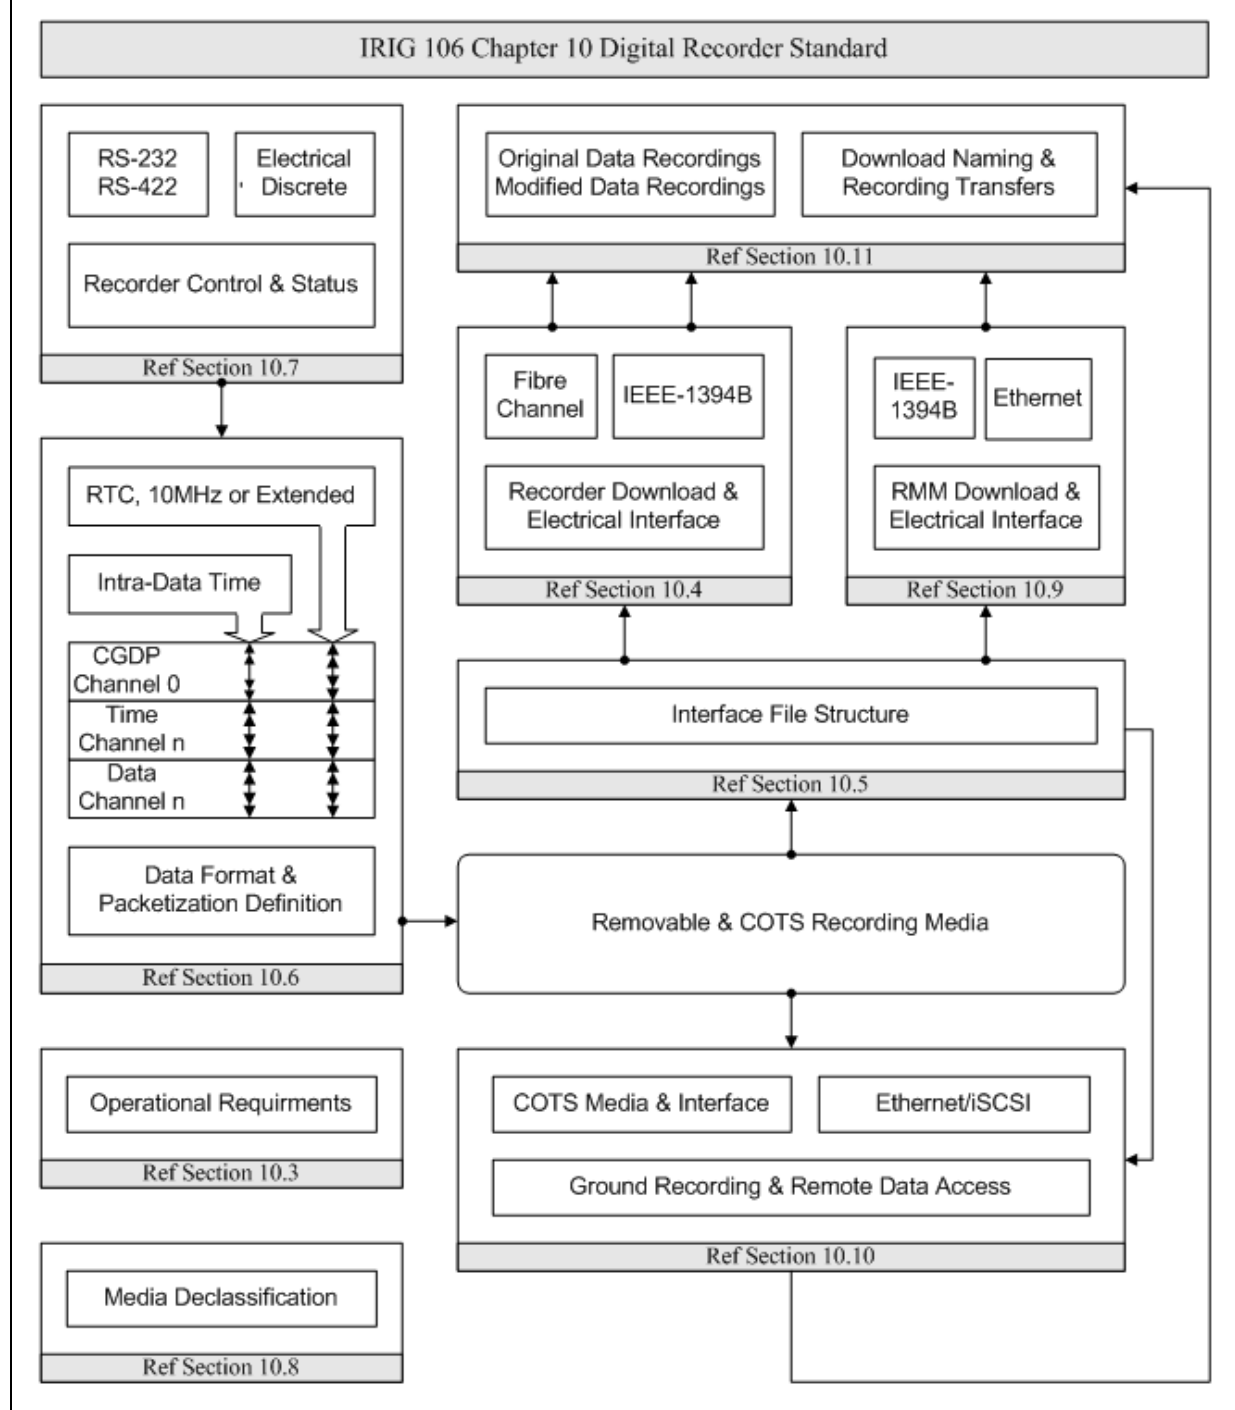 IRIG 106 Chapter 10 Digital Recorder Standard
RS-232
RS-422
Electrical
Discrete
Recorder Control & Status
Ref Section 10.7
Original Data Recordings
Modified Data Recordings
Download Naming &
Recording Transfers
Ref Section 10.11
Fibre
Channel
IEEE-1394B
Recorder Download &
Electrical Interface
Ref Section 10.4
IEEE-
1394B
Ethernet
RMM Download &
Electrical Interface
Ref Section 10.9
RTC, 10MHz or Extended
Intra-Data Time
CGDP
Channel 0
Time
Channel n
Data
Channel n
Data Format &
Packetization Definition
Ref Section 10.6
Interface File Structure
Ref Section 10.5
Removable & COTS Recording Media
Operational Requirments
Ref Section 10.3
COTS Media & Interface
Ethernet/iSCSI
Ground Recording & Remote Data Access
Ref Section 10.10
Media Declassification
Ref Section 10.8